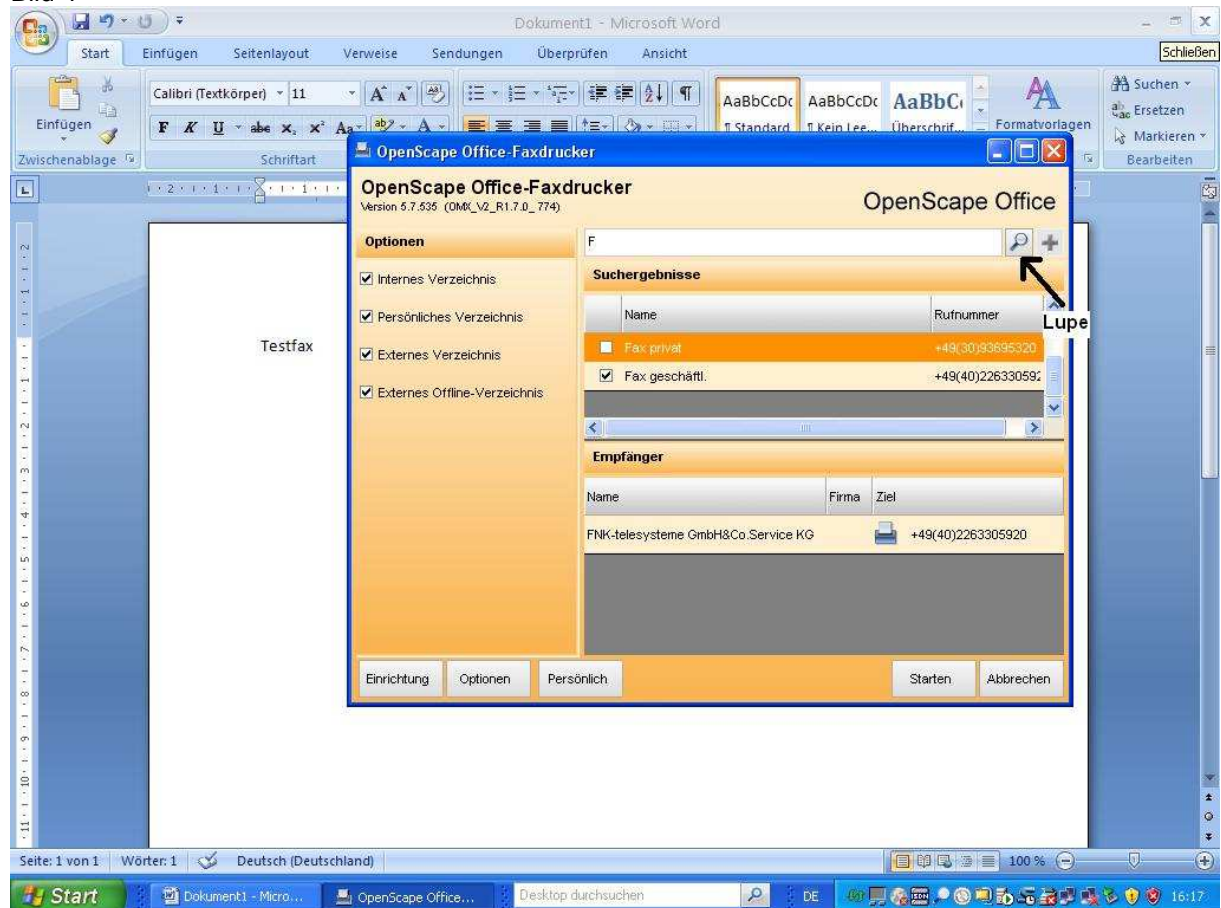 Dokument1 - Microsoft Word
Start Einfügen Seitenlayout Verweise Sendungen Überprüfen Ansicht
Schließen
Calibri (Textkörper) 11
AaBbCcDc AaBbCcDc AaBbC
Suchen
Ersetzen
Markieren
Einfügen
F K U abc x₂ x² Aa
¶ Standard ¶ Kein Lee... Überschrif...
Formatvorlagen
Zwischenablage Schriftart Bearbeiten
OpenScape Office-Faxdrucker
OpenScape Office-Faxdrucker
Version 5.7.535 (OMX_V2_R1.7.0_774)
OpenScape Office
Optionen
F
Internes Verzeichnis
Persönliches Verzeichnis
Externes Verzeichnis
Externes Offline-Verzeichnis
Suchergebnisse
Name Rufnummer
Lupe
Fax privat +49(30)93695320
Fax geschäftl. +49(40)226330592
Empfänger
Name Firma Ziel
FNK-telesysteme GmbH&Co.Service KG +49(40)2263305920
Einrichtung Optionen Persönlich Starten Abbrechen
Testfax
Seite: 1 von 1 Wörter: 1 Deutsch (Deutschland) 100 %
Start Dokument1 - Micro... OpenScape Office... Desktop durchsuchen DE 16:17